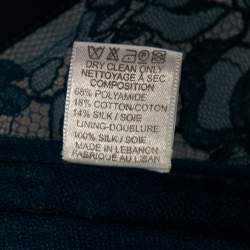 DRY CLEAN ONLY
NETTOYAGE A SEC
COMPOSITION
68% POLYAMIDE
18% COTTON/COTON
14% SILK / SOIE
LINING-DOUBLURE
100% SILK / SOIE
MADE IN LEBANON
FABRIQUE AU LIBAN